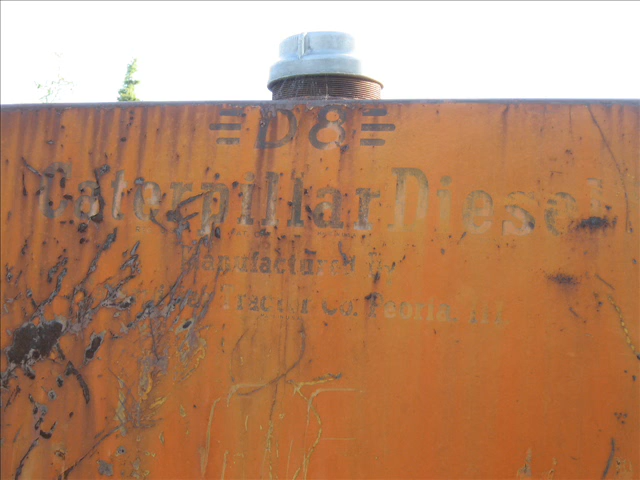 D8
Caterpillar Diesel
Manufactured By
Tractor Co. Peoria, Ill.